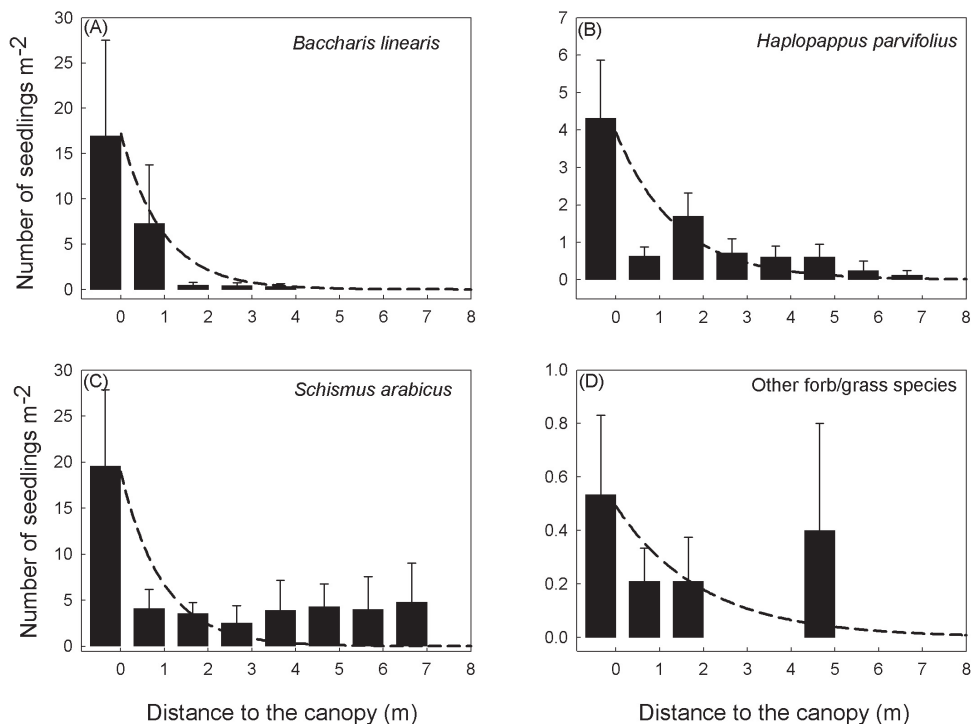 (A)
Baccharis linearis
30
25
20
15
10
5
0
0 1 2 3 4 5 6 7 8
Number of seedlings m-2
(B)
Haplopappus parvifolius
7
6
5
4
3
2
1
0
0 1 2 3 4 5 6 7 8
(C)
Schismus arabicus
30
25
20
15
10
5
0
0 1 2 3 4 5 6 7 8
Number of seedlings m-2
Distance to the canopy (m)
(D)
Other forb/grass species
1.0
0.8
0.6
0.4
0.2
0.0
0 1 2 3 4 5 6 7 8
Distance to the canopy (m)